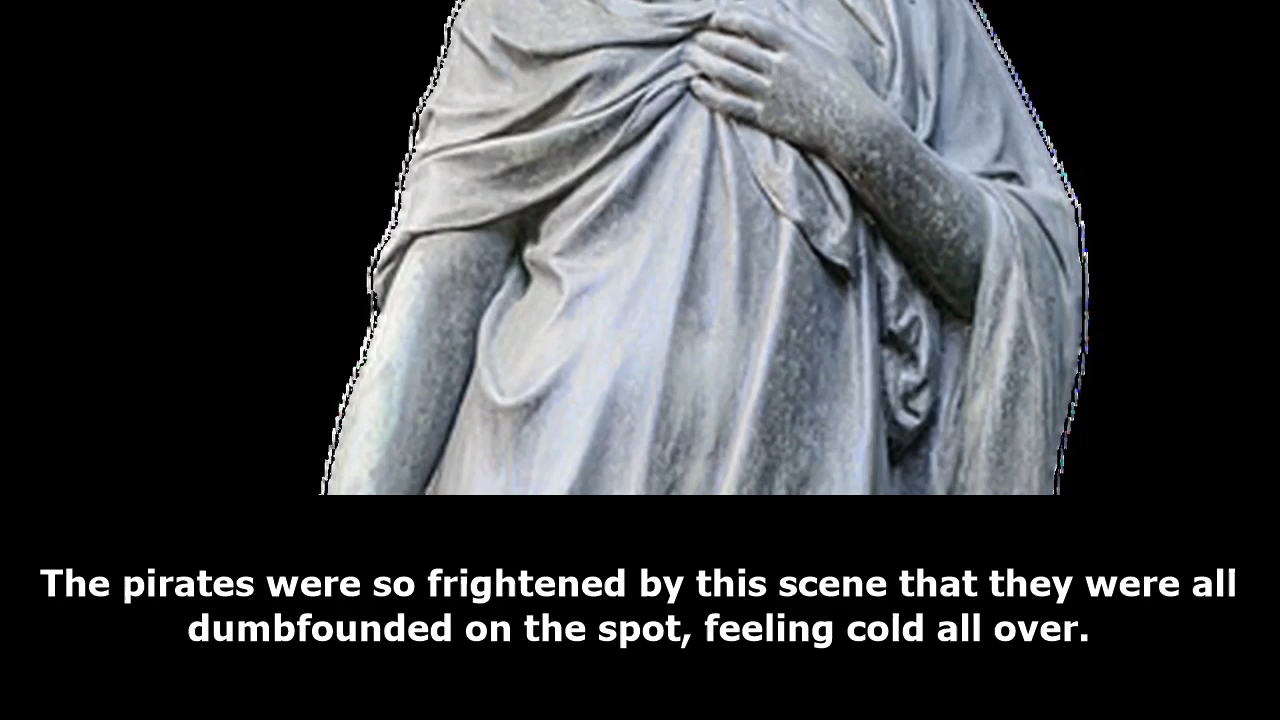 The pirates were so frightened by this scene that they were all
dumbfounded on the spot, feeling cold all over.